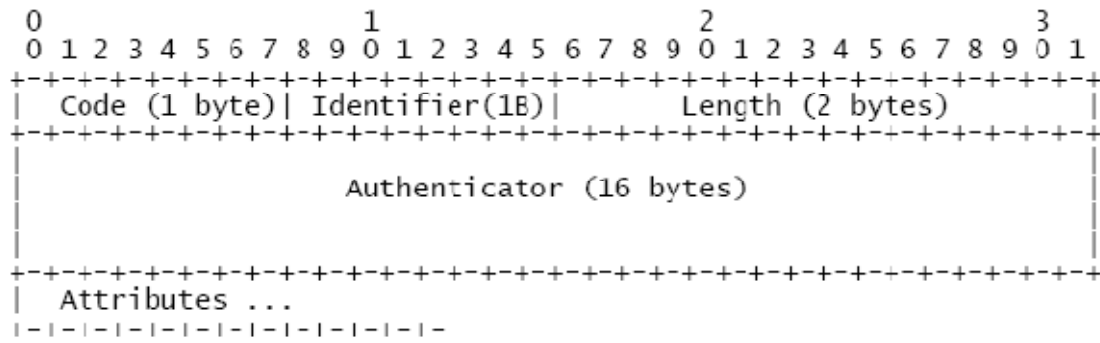 0 1 2 3
0 1 2 3 4 5 6 7 8 9 0 1 2 3 4 5 6 7 8 9 0 1 2 3 4 5 6 7 8 9 0 1
+-+-+-+-+-+-+-+-+-+-+-+-+-+-+-+-+-+-+-+-+-+-+-+-+-+-+-+-+-+-+-+-+
| Code (1 byte)| Identifier(1B)| Length (2 bytes) |
+-+-+-+-+-+-+-+-+-+-+-+-+-+-+-+-+-+-+-+-+-+-+-+-+-+-+-+-+-+-+-+-+
| |
| Authenticator (16 bytes) |
| |
| |
+-+-+-+-+-+-+-+-+-+-+-+-+-+-+-+-+-+-+-+-+-+-+-+-+-+-+-+-+-+-+-+-+
| Attributes ...
|-|-|-|-|-|-|-|-|-|-|-|-|-